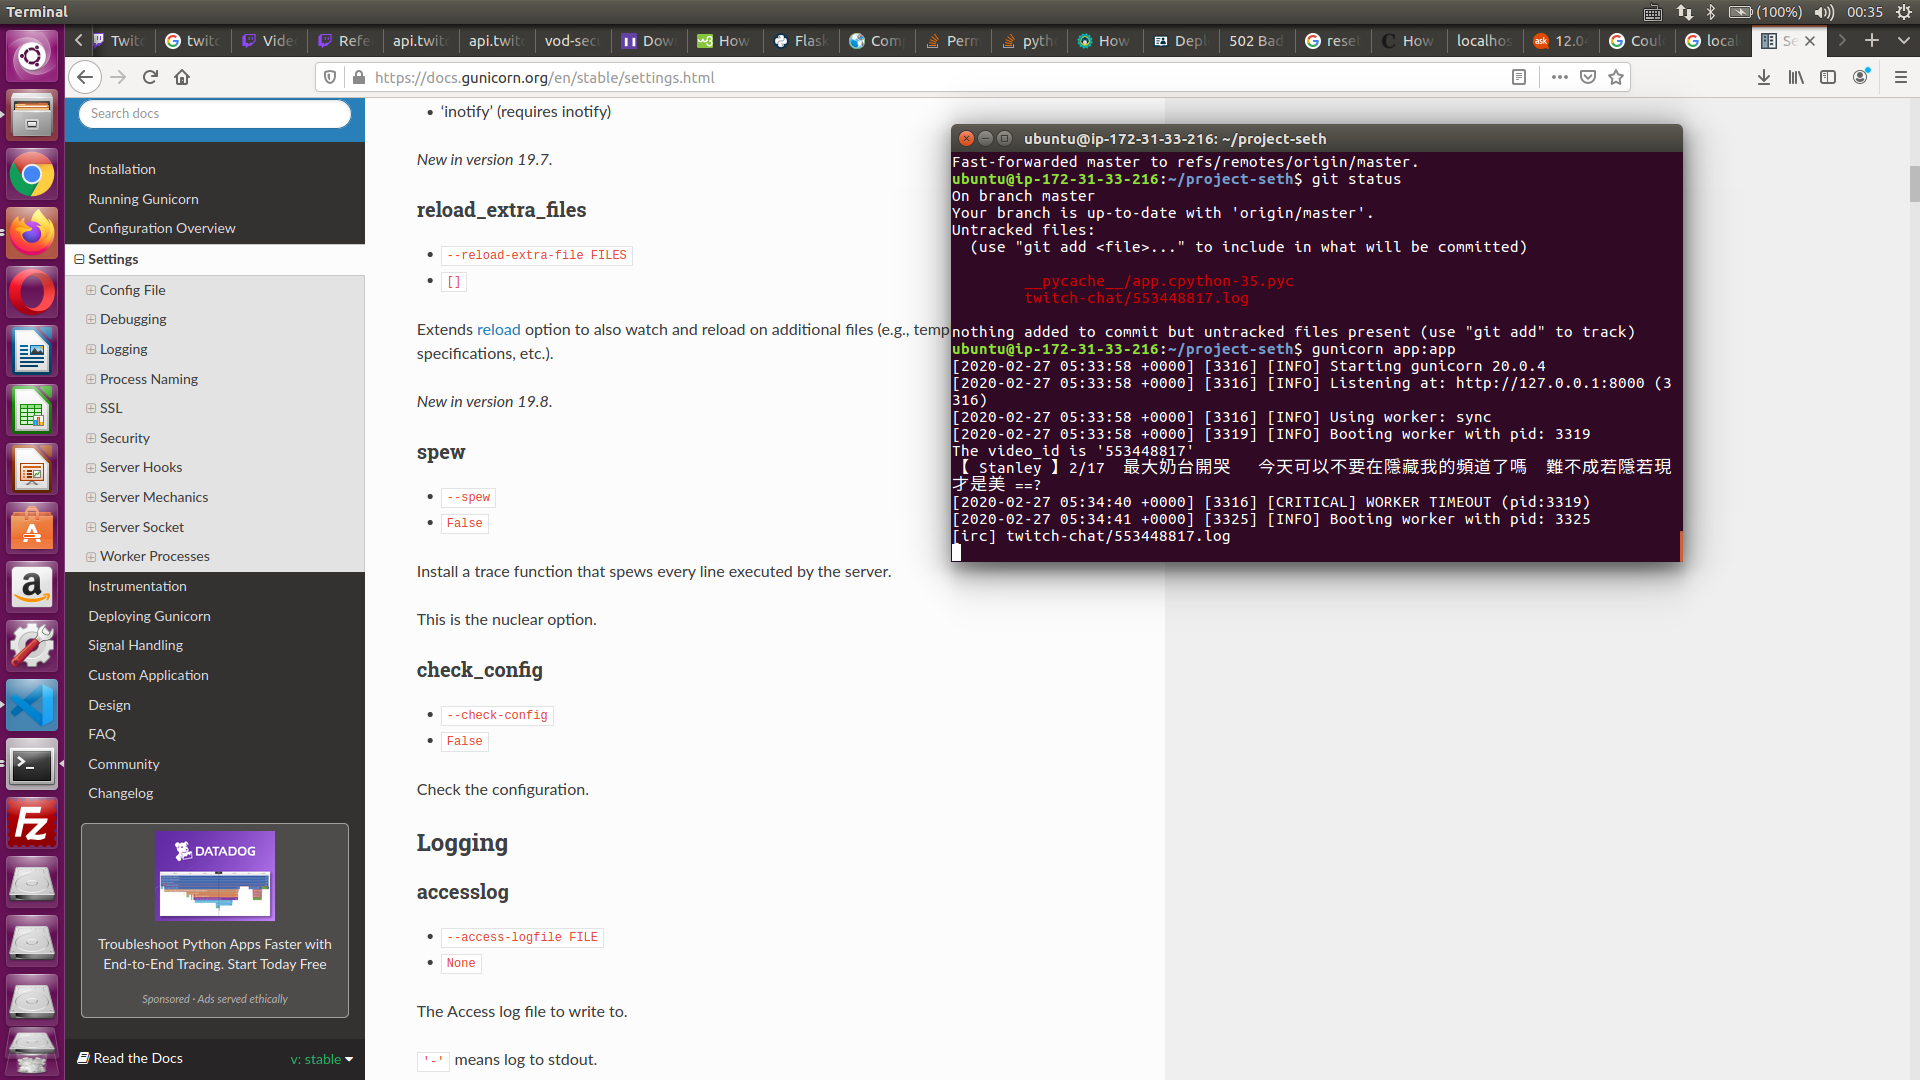 Terminal
(100%)
00:35
Twitc
twitc
Vide
Refe
api.twitc
api.twitc
vod-sec
Dow
How
Flask
Com
Perm
pyth
How
Depl
502 Bad
reset
How
localhos
12.04
Coul
local
Se
https://docs.gunicorn.org/en/stable/settings.html
Search docs
Installation
Running Gunicorn
Configuration Overview
Settings
Config File
Debugging
Logging
Process Naming
SSL
Security
Server Hooks
Server Mechanics
Server Socket
Worker Processes
Instrumentation
Deploying Gunicorn
Signal Handling
Custom Application
Design
FAQ
Community
Changelog
DATADOG
Troubleshoot Python Apps Faster with
End-to-End Tracing. Start Today Free
Sponsored · Ads served ethically
Read the Docs
v: stable
• ‘inotify’ (requires inotify)
New in version 19.7.
reload_extra_files
• --reload-extra-file FILES
• []
Extends reload option to also watch and reload on additional files (e.g., temp
specifications, etc.).
New in version 19.8.
spew
• --spew
• False
Install a trace function that spews every line executed by the server.
This is the nuclear option.
check_config
• --check-config
• False
Check the configuration.
Logging
accesslog
• --access-logfile FILE
• None
The Access log file to write to.
'-' means log to stdout.
ubuntu@ip-172-31-33-216: ~/project-seth
Fast-forwarded master to refs/remotes/origin/master.
ubuntu@ip-172-31-33-216:~/project-seth$ git status
On branch master
Your branch is up-to-date with 'origin/master'.
Untracked files:
(use "git add <file>..." to include in what will be committed)
__pycache__/app.cpython-35.pyc
twitch-chat/553448817.log
nothing added to commit but untracked files present (use "git add" to track)
ubuntu@ip-172-31-33-216:~/project-seth$ gunicorn app:app
[2020-02-27 05:33:58 +0000] [3316] [INFO] Starting gunicorn 20.0.4
[2020-02-27 05:33:58 +0000] [3316] [INFO] Listening at: http://127.0.0.1:8000 (3
316)
[2020-02-27 05:33:58 +0000] [3316] [INFO] Using worker: sync
[2020-02-27 05:33:58 +0000] [3319] [INFO] Booting worker with pid: 3319
The video_id is '553448817'
【 Stanley 】2/17  最大奶台開哭   今天可以不要在隱藏我的頻道了嗎  難不成若隱若現
才是美 ==?
[2020-02-27 05:34:40 +0000] [3316] [CRITICAL] WORKER TIMEOUT (pid:3319)
[2020-02-27 05:34:41 +0000] [3325] [INFO] Booting worker with pid: 3325
[irc] twitch-chat/553448817.log